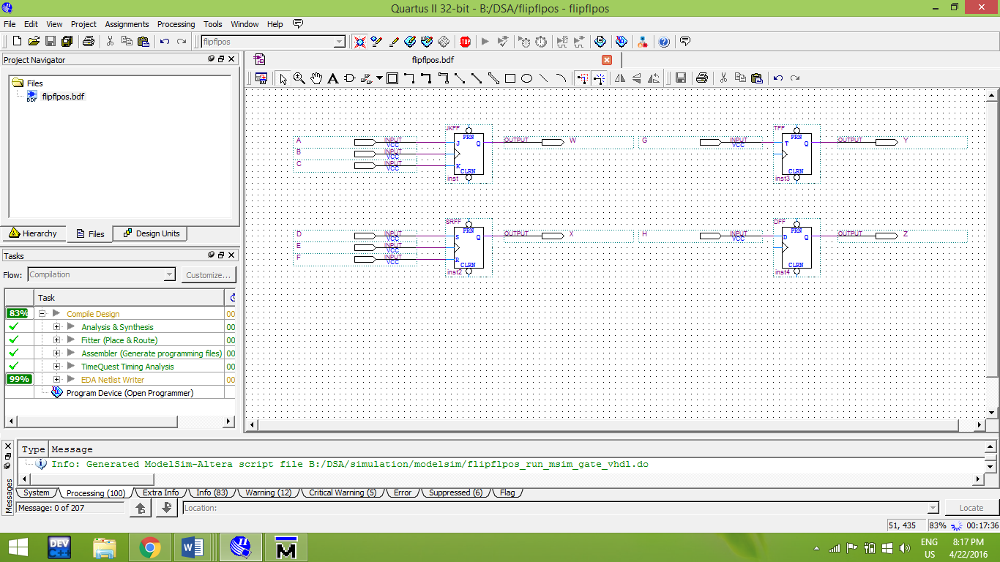 Quartus II 32-bit - B:/DSA/flipflpos - flipflpos
File Edit View Project Assignments Processing Tools Window Help
flipflpos
STOP
Project Navigator
flipflpos.bdf
Files
BDF flipflpos.bdf
A INPUT VCC
B INPUT VCC
C INPUT VCC
JKFF
PRN
J Q
K
CLRN
inst
OUTPUT W
G INPUT VCC
TFF
PRN
T Q
CLRN
inst3
OUTPUT Y
D INPUT VCC
E INPUT VCC
F INPUT VCC
SRFF
PRN
S Q
R
CLRN
inst2
OUTPUT X
H INPUT VCC
DFF
PRN
D Q
CLRN
inst4
OUTPUT Z
Hierarchy Files Design Units
Tasks
Flow: Compilation Customize...
Task
83% Compile Design 00
Analysis & Synthesis 00
Fitter (Place & Route) 00
Assembler (Generate programming files) 00
TimeQuest Timing Analysis 00
99% EDA Netlist Writer 00
Program Device (Open Programmer)
Messages
Type Message
Info: Generated ModelSim-Altera script file B:/DSA/simulation/modelsim/flipflpos_run_msim_gate_vhdl.do
System Processing (100) Extra Info Info (83) Warning (12) Critical Warning (5) Error Suppressed (6) Flag
Message: 0 of 207 Location: Locate
51, 435 83% 00:17:36
DEV C++ W II M
ENG 8:17 PM
US 4/22/2016